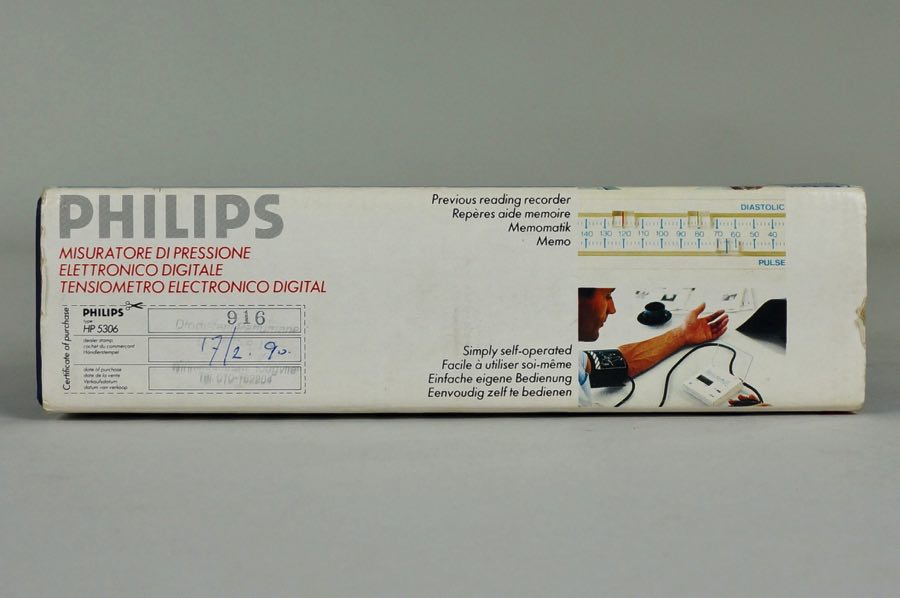 PHILIPS
MISURATORE DI PRESSIONE
ELETTRONICO DIGITALE
TENSIOMETRO ELECTRONICO DIGITAL
Certificate of purchase
PHILIPS
type
HP 5306
916
dealer stamp
cachet du commerçant
Händlerstempel
17/2. 90.
date of purchase
date de la vente
Verkaufsdatum
datum van verkoop
Previous reading recorder
Repères aide memoire
Memomatik
Memo
DIASTOLIC
140 130 120 110 100 90 80 70 60 50 40
PULSE
Simply self-operated
Facile à utiliser soi-même
Einfache eigene Bedienung
Eenvoudig zelf te bedienen